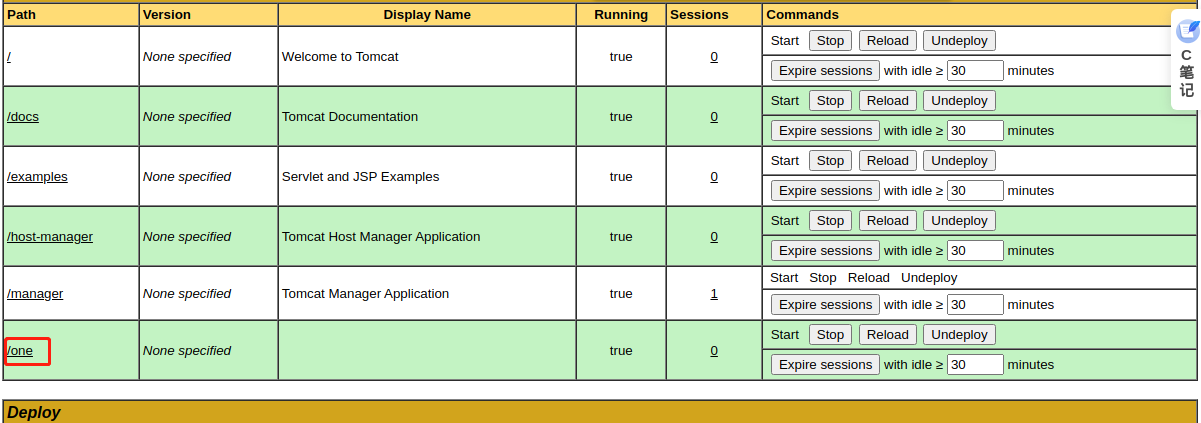 Path Version Display Name Running Sessions Commands
/ None specified Welcome to Tomcat true 0 Start Stop Reload Undeploy
Expire sessions with idle ≥ 30 minutes
/docs None specified Tomcat Documentation true 0 Start Stop Reload Undeploy
Expire sessions with idle ≥ 30 minutes
/examples None specified Servlet and JSP Examples true 0 Start Stop Reload Undeploy
Expire sessions with idle ≥ 30 minutes
/host-manager None specified Tomcat Host Manager Application true 0 Start Stop Reload Undeploy
Expire sessions with idle ≥ 30 minutes
/manager None specified Tomcat Manager Application true 1 Start Stop Reload Undeploy
Expire sessions with idle ≥ 30 minutes
/one None specified true 0 Start Stop Reload Undeploy
Expire sessions with idle ≥ 30 minutes
Deploy
C
笔
记